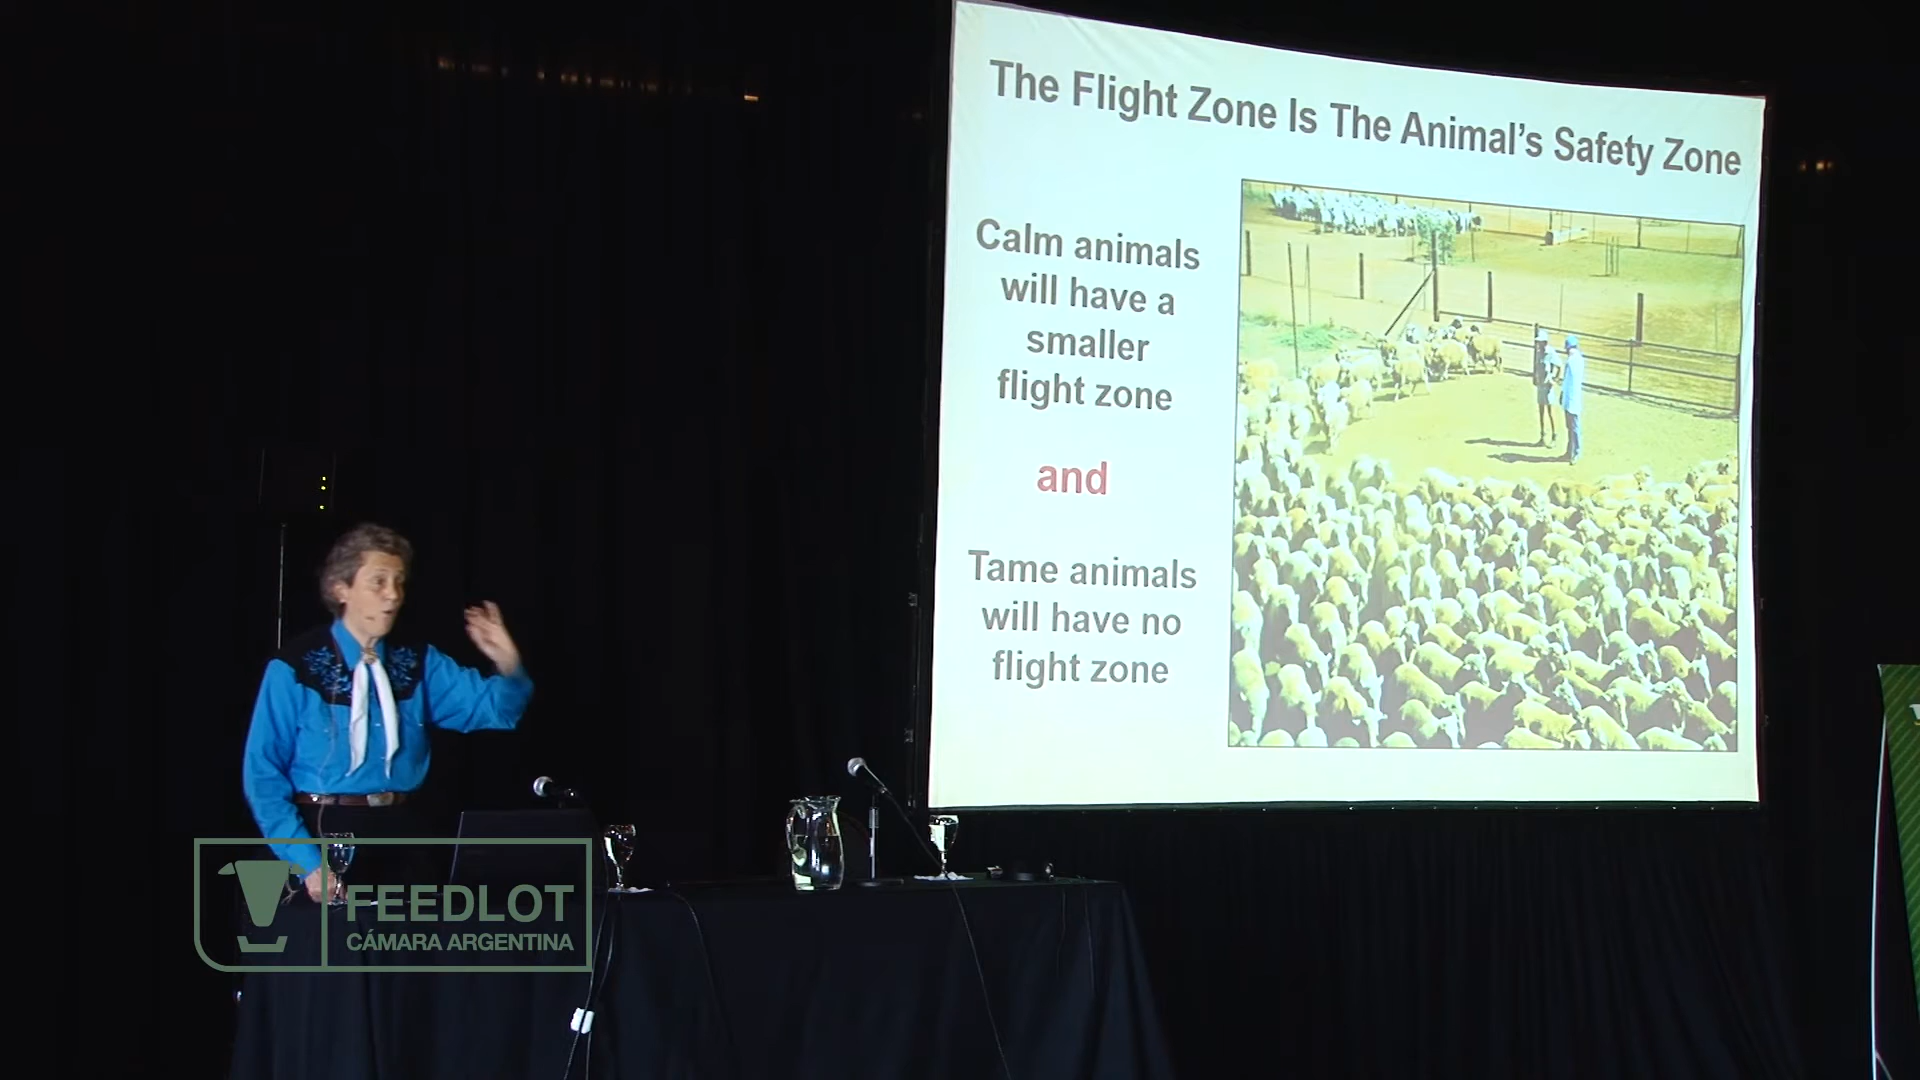 The Flight Zone Is The Animal's Safety Zone
Calm animals
will have a
smaller
flight zone
and
Tame animals
will have no
flight zone
FEEDLOT
CÁMARA ARGENTINA